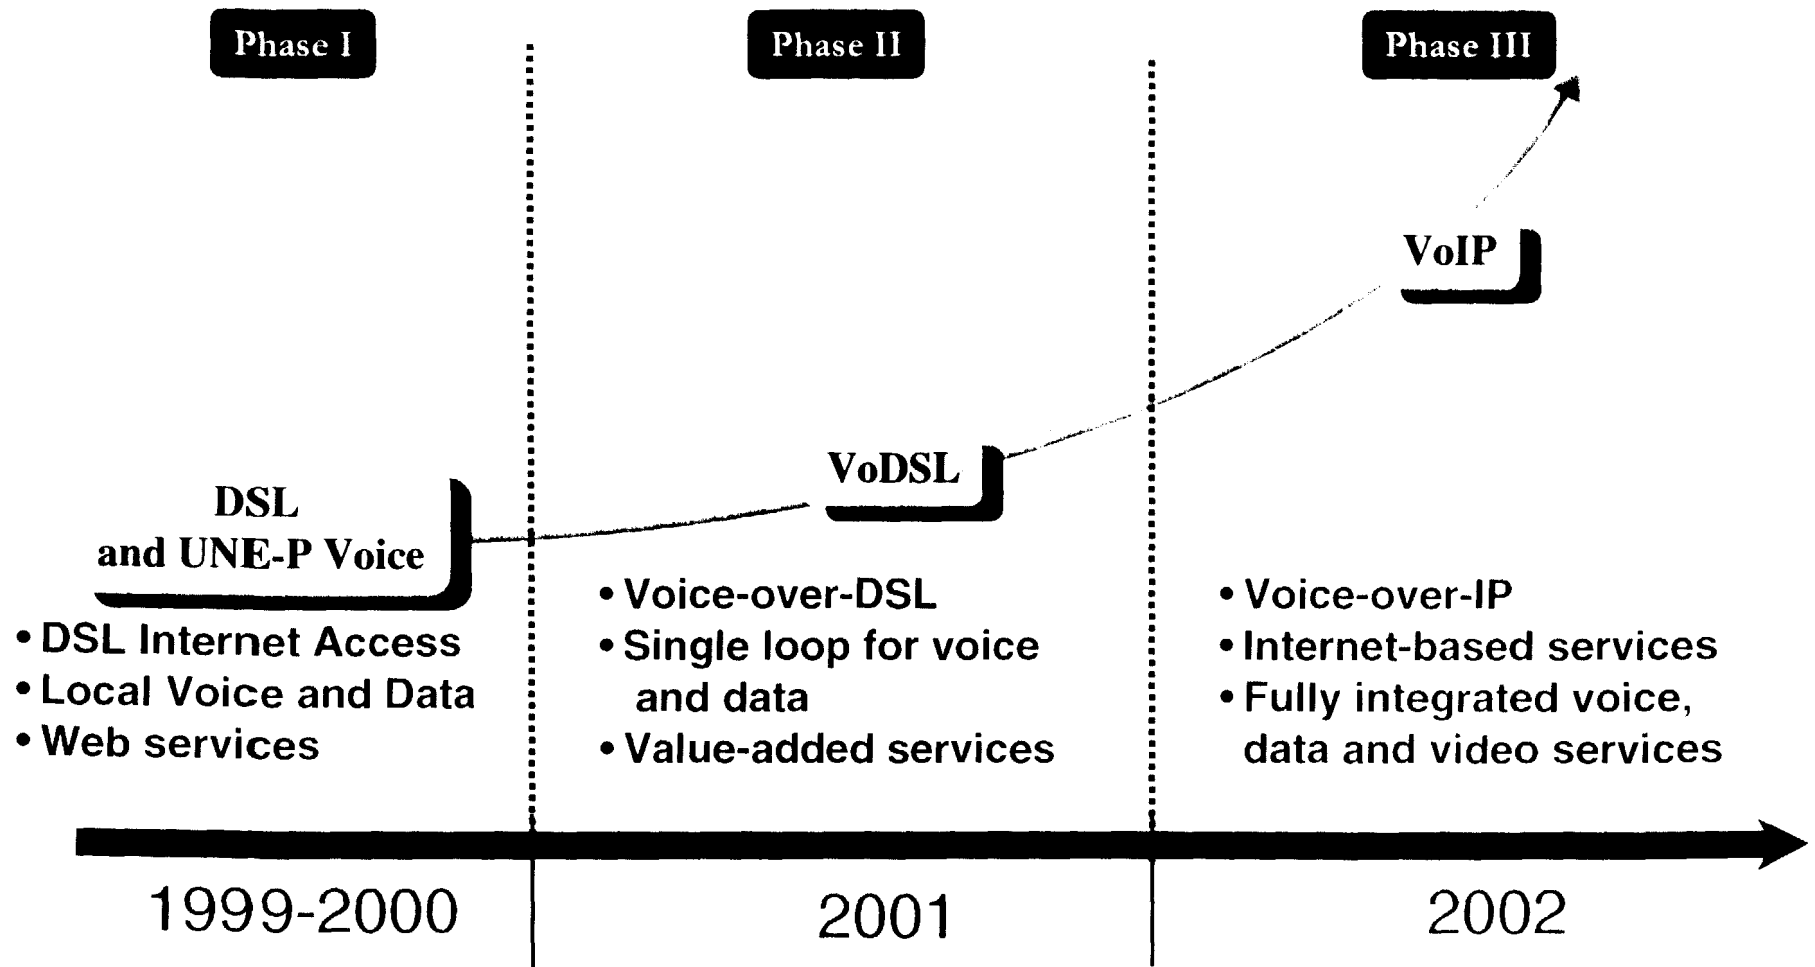 Phase I
Phase II
Phase III
VoIP
VoDSL
DSL
and UNE-P Voice
• DSL Internet Access
• Local Voice and Data
• Web services
• Voice-over-DSL
• Single loop for voice
and data
• Value-added services
• Voice-over-IP
• Internet-based services
• Fully integrated voice,
data and video services
1999-2000
2001
2002